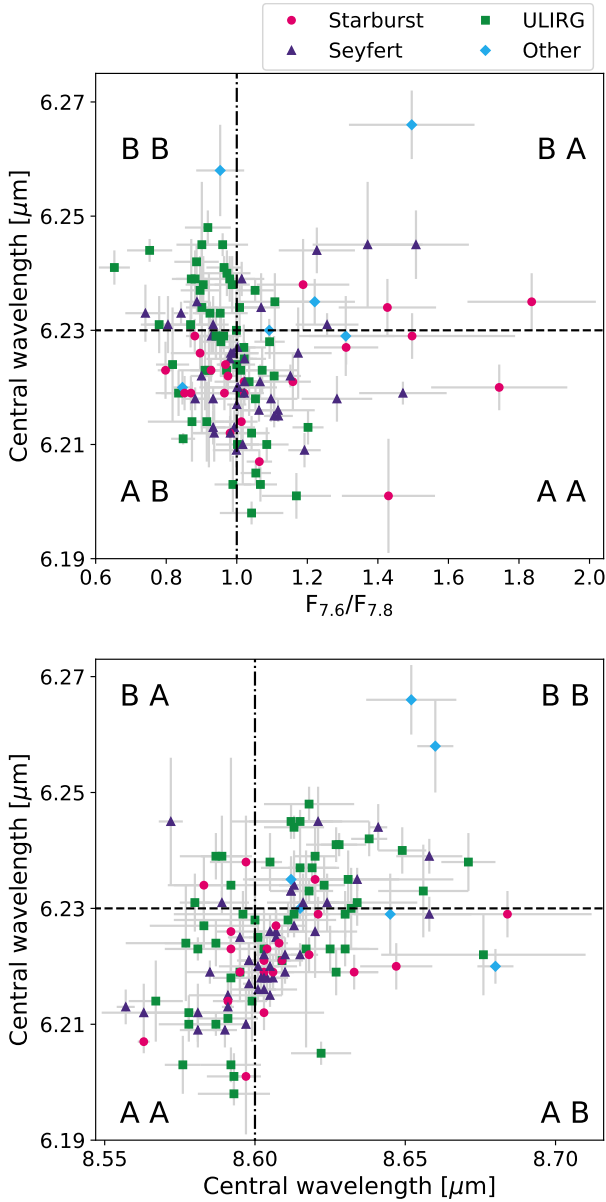 Starburst ULIRG
Seyfert Other
6.27
B B B A
6.25
6.23
6.21
A B A A
6.19
0.6 0.8 1.0 1.2 1.4 1.6 1.8 2.0
F7.6/F7.8
Central wavelength [μm]
6.27
B A B B
6.25
6.23
6.21
A A A B
6.19
8.55 8.60 8.65 8.70
Central wavelength [μm]
Central wavelength [μm]